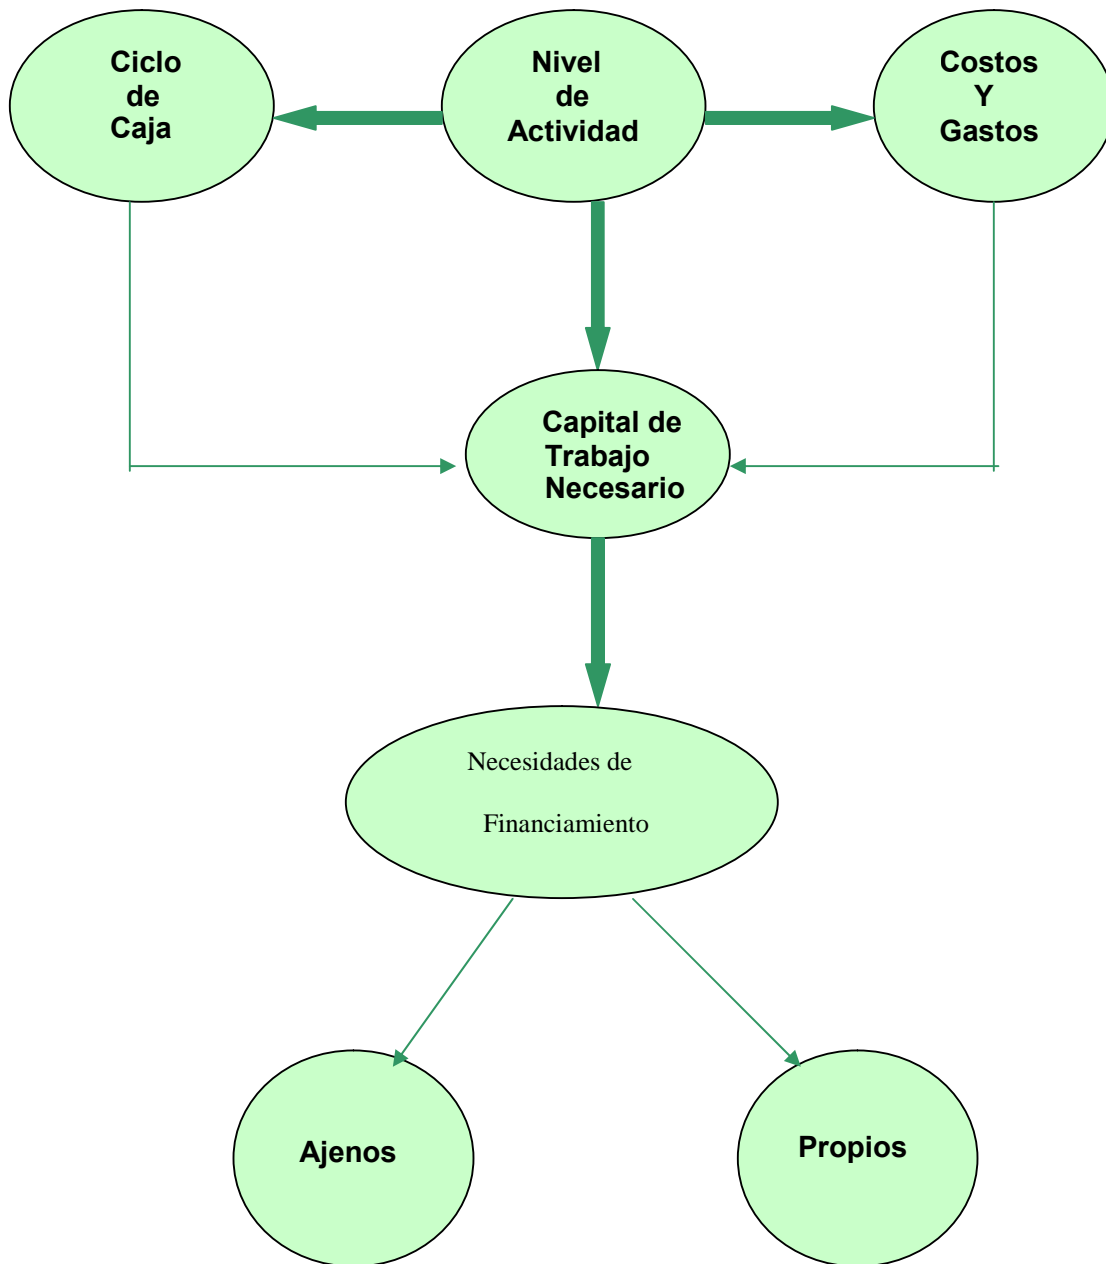 Ciclo
de
Caja
Nivel
de
Actividad
Costos
Y
Gastos
Capital de
Trabajo
Necesario
Necesidades de
Financiamiento
Ajenos
Propios